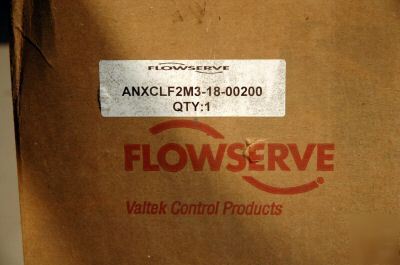 FLOWSERVE
ANXCLF2M3-18-00200
QTY:1
FLOWSERVE
Valtek Control Products